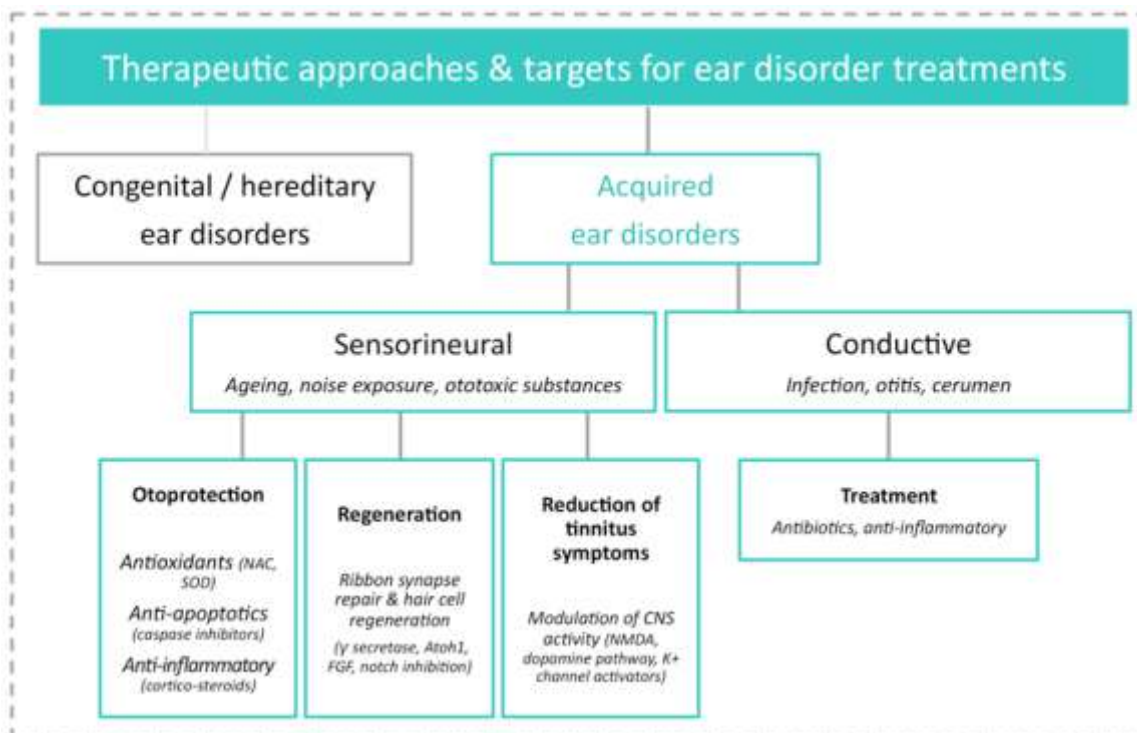 Therapeutic approaches & targets for ear disorder treatments
Congenital / hereditary
ear disorders
Acquired
ear disorders
Sensorineural
Ageing, noise exposure, ototoxic substances
Conductive
Infection, otitis, cerumen
Otoprotection
Antioxidants (NAC,
SOD)
Anti-apoptotics
(caspase inhibitors)
Anti-inflammatory
(cortico-steroids)
Regeneration
Ribbon synapse
repair & hair cell
regeneration
(γ secretase, Atoh1,
FGF, notch inhibition)
Reduction of
tinnitus
symptoms
Modulation of CNS
activity (NMDA,
dopamine pathway, K+
channel activators)
Treatment
Antibiotics, anti-inflammatory